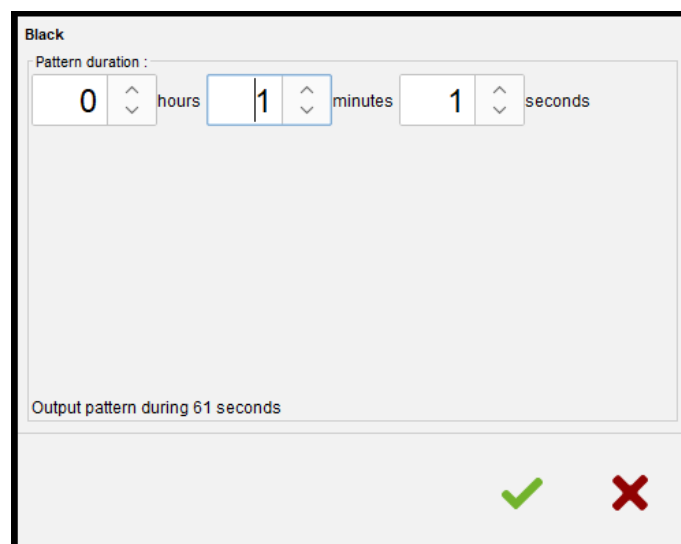 Black
Pattern duration :
0 hours 1 minutes 1 seconds
Output pattern during 61 seconds